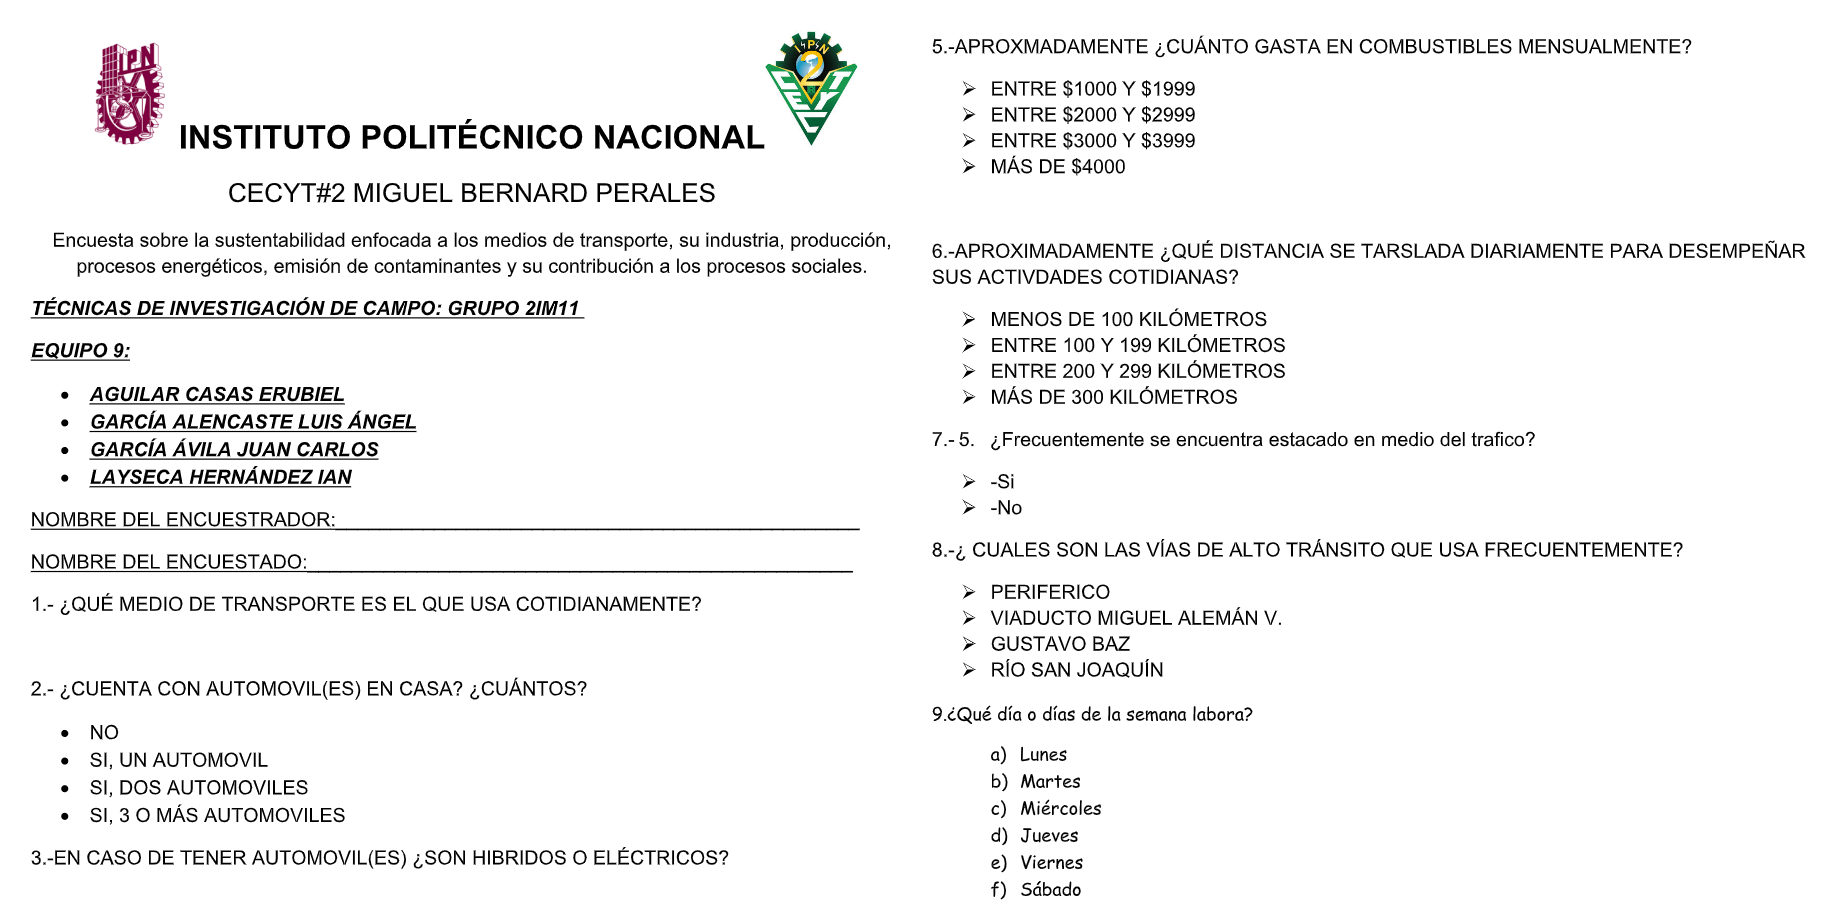 IPN
IPN
2
CECyT
INSTITUTO POLITÉCNICO NACIONAL
CECYT#2 MIGUEL BERNARD PERALES
Encuesta sobre la sustentabilidad enfocada a los medios de transporte, su industria, producción,
procesos energéticos, emisión de contaminantes y su contribución a los procesos sociales.
TÉCNICAS DE INVESTIGACIÓN DE CAMPO: GRUPO 2IM11
EQUIPO 9:
• AGUILAR CASAS ERUBIEL
• GARCÍA ALENCASTE LUIS ÁNGEL
• GARCÍA ÁVILA JUAN CARLOS
• LAYSECA HERNÁNDEZ IAN
NOMBRE DEL ENCUESTRADOR:
NOMBRE DEL ENCUESTADO:
1.- ¿QUÉ MEDIO DE TRANSPORTE ES EL QUE USA COTIDIANAMENTE?
2.- ¿CUENTA CON AUTOMOVIL(ES) EN CASA? ¿CUÁNTOS?
• NO
• SI, UN AUTOMOVIL
• SI, DOS AUTOMOVILES
• SI, 3 O MÁS AUTOMOVILES
3.-EN CASO DE TENER AUTOMOVIL(ES) ¿SON HIBRIDOS O ELÉCTRICOS?
5.-APROXMADAMENTE ¿CUÁNTO GASTA EN COMBUSTIBLES MENSUALMENTE?
➢ ENTRE $1000 Y $1999
➢ ENTRE $2000 Y $2999
➢ ENTRE $3000 Y $3999
➢ MÁS DE $4000
6.-APROXIMADAMENTE ¿QUÉ DISTANCIA SE TARSLADA DIARIAMENTE PARA DESEMPEÑAR
SUS ACTIVDADES COTIDIANAS?
➢ MENOS DE 100 KILÓMETROS
➢ ENTRE 100 Y 199 KILÓMETROS
➢ ENTRE 200 Y 299 KILÓMETROS
➢ MÁS DE 300 KILÓMETROS
7.- 5. ¿Frecuentemente se encuentra estacado en medio del trafico?
➢ -Si
➢ -No
8.-¿ CUALES SON LAS VÍAS DE ALTO TRÁNSITO QUE USA FRECUENTEMENTE?
➢ PERIFERICO
➢ VIADUCTO MIGUEL ALEMÁN V.
➢ GUSTAVO BAZ
➢ RÍO SAN JOAQUÍN
9.¿Qué día o días de la semana labora?
a) Lunes
b) Martes
c) Miércoles
d) Jueves
e) Viernes
f) Sábado